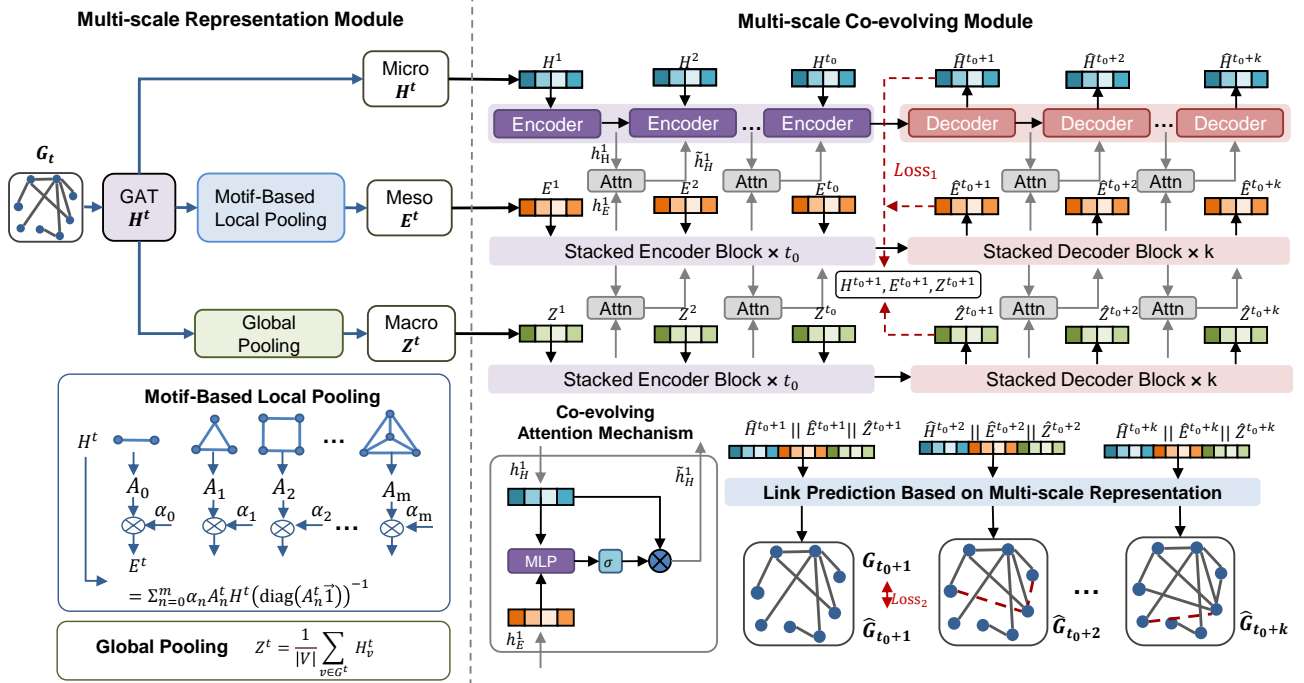 Multi-scale Representation Module
Multi-scale Co-evolving Module
G_t
GAT
H^t
Motif-Based
Local Pooling
Global
Pooling
Micro
H^t
Meso
E^t
Macro
Z^t
H^1
H^2
H^{t_0}
Ĥ^{t_0+1}
Ĥ^{t_0+2}
Ĥ^{t_0+k}
Encoder
Encoder
...
Encoder
Decoder
Decoder
...
Decoder
h_H^1
h̃_H^1
Attn
Attn
Attn
Attn
h_E^1
Loss_1
E^1
E^2
E^{t_0}
Ê^{t_0+1}
Ê^{t_0+2}
Ê^{t_0+k}
Stacked Encoder Block × t_0
Stacked Decoder Block × k
H^{t_0+1}, E^{t_0+1}, Z^{t_0+1}
Attn
Attn
Attn
Attn
Z^1
Z^2
Z^{t_0}
Ẑ^{t_0+1}
Ẑ^{t_0+2}
Ẑ^{t_0+k}
Stacked Encoder Block × t_0
Stacked Decoder Block × k
Motif-Based Local Pooling
H^t
...
A_0
A_1
A_2
A_m
α_0
α_1
α_2
...
α_m
E^t
= Σ_{n=0}^m α_n A_n^t H^t (diag(A_n^t 1⃗))^{-1}
Global Pooling
Z^t = \frac{1}{|V|} \sum_{v∈G^t} H_v^t
Co-evolving
Attention Mechanism
h_H^1
h̃_H^1
MLP
σ
h_E^1
Ĥ^{t_0+1} || Ê^{t_0+1} || Ẑ^{t_0+1}
Ĥ^{t_0+2} || Ê^{t_0+2} || Ẑ^{t_0+2}
Ĥ^{t_0+k} || Ê^{t_0+k} || Ẑ^{t_0+k}
Link Prediction Based on Multi-scale Representation
G_{t_0+1}
Loss_2
Ĝ_{t_0+1}
Ĝ_{t_0+2}
...
Ĝ_{t_0+k}